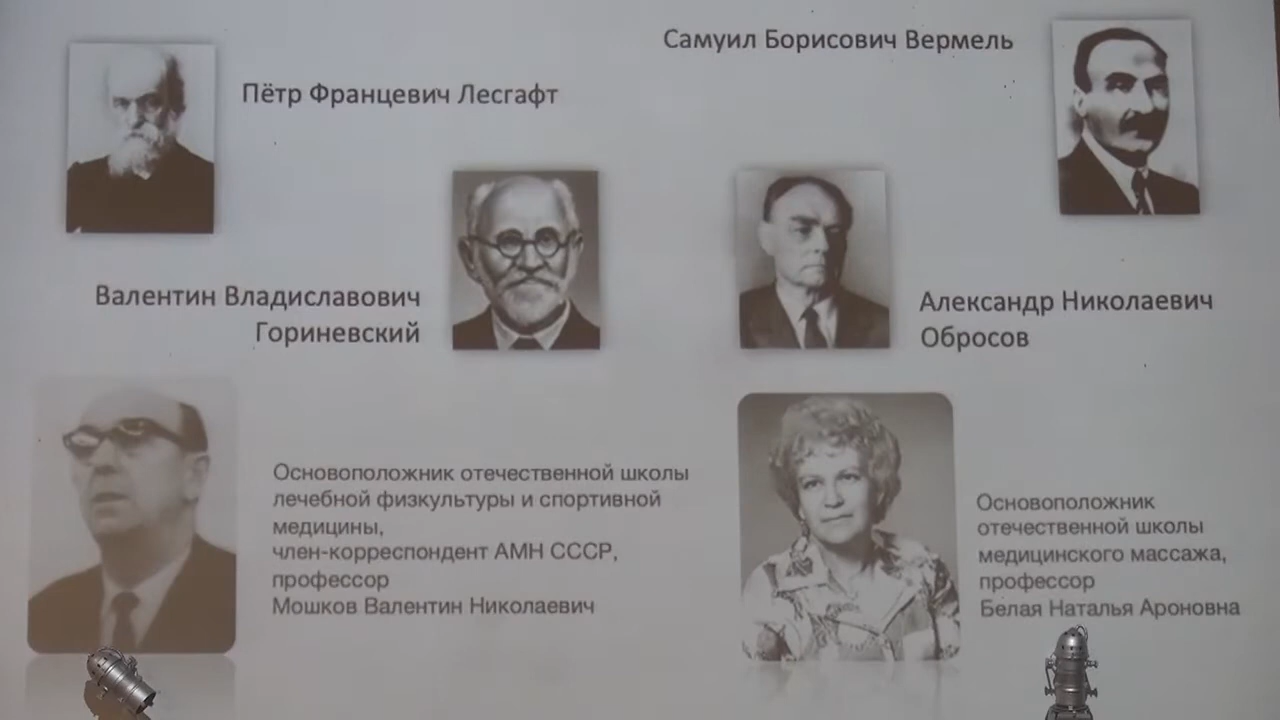 Самуил Борисович Вермель
Пётр Францевич Лесгафт
Валентин Владиславович
Гориневский
Александр Николаевич
Обросов
Основоположник отечественной школы
лечебной физкультуры и спортивной
медицины,
член-корреспондент АМН СССР,
профессор
Мошков Валентин Николаевич
Основоположник
отечественной школы
медицинского массажа,
профессор
Белая Наталья Ароновна